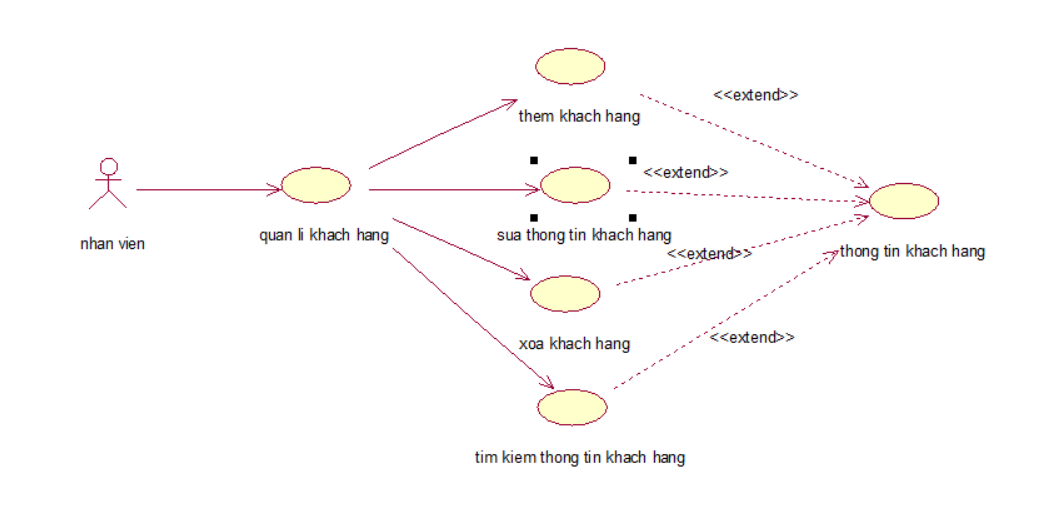 <<extend>>
them khach hang
<<extend>>
nhan vien
quan li khach hang
sua thong tin khach hang
<<extend>>
thong tin khach hang
xoa khach hang
<<extend>>
tim kiem thong tin khach hang